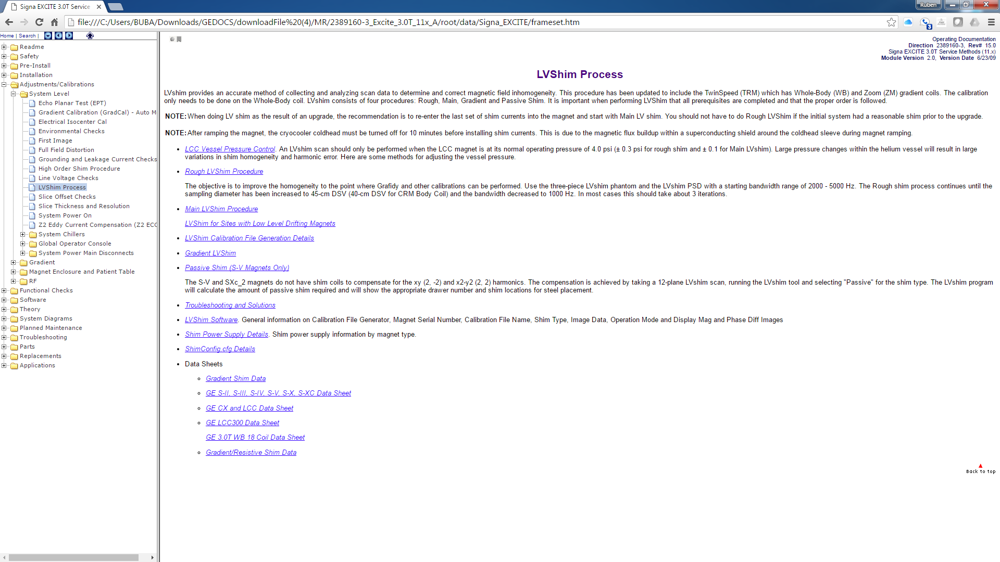 Signa EXCITE 3.0T Service
Ruben
file:///C:/Users/BUBA/Downloads/GEDOCS/downloadFile%20(4)/MR/2389160-3_Excite_3.0T_11x_A/root/data/Signa_EXCITE/frameset.htm
3
Home | Search |
Readme
Safety
Pre-Install
Installation
Adjustments/Calibrations
System Level
Echo Planar Test (EPT)
Gradient Calibration (GradCal) - Auto M
Electrical Isocenter Cal
Environmental Checks
First Image
Full Field Distortion
Grounding and Leakage Current Checks
High Order Shim Procedure
Line Voltage Checks
LVShim Process
Slice Offset Checks
Slice Thickness and Resolution
System Power On
Z2 Eddy Current Compensation (Z2 ECC
System Chillers
Global Operator Console
System Power Main Disconnects
Gradient
Magnet Enclosure and Patient Table
RF
Functional Checks
Software
Theory
System Diagrams
Planned Maintenance
Troubleshooting
Parts
Replacements
Applications
Operating Documentation
Direction 2389160-3, Rev# 15.0
Signa EXCITE 3.0T Service Methods (11.x)
Module Version 2.0, Version Date 6/23/09
LVShim Process
LVshim provides an accurate method of collecting and analyzing scan data to determine and correct magnetic field inhomogeneity. This procedure has been updated to include the TwinSpeed (TRM) which has Whole-Body (WB) and Zoom (ZM) gradient coils. The calibration
only needs to be done on the Whole-Body coil. LVshim consists of four procedures: Rough, Main, Gradient and Passive Shim. It is important when performing LVShim that all prerequisites are completed and that the proper order is followed.
NOTE: When doing LV shim as the result of an upgrade, the recommendation is to re-enter the last set of shim currents into the magnet and start with Main LV shim. You should not have to do Rough LVShim if the initial system had a reasonable shim prior to the upgrade.
NOTE: After ramping the magnet, the cryocooler coldhead must be turned off for 10 minutes before installing shim currents. This is due to the magnetic flux buildup within a superconducting shield around the coldhead sleeve during magnet ramping.
• LCC Vessel Pressure Control. An LVshim scan should only be performed when the LCC magnet is at its normal operating pressure of 4.0 psi (± 0.3 psi for rough shim and ± 0.1 for Main LVshim). Large pressure changes within the helium vessel will result in large
variations in shim homogeneity and harmonic error. Here are some methods for adjusting the vessel pressure.
• Rough LVShim Procedure
The objective is to improve the homogeneity to the point where Grafidy and other calibrations can be performed. Use the three-piece LVshim phantom and the LVshim PSD with a starting bandwidth range of 2000 - 5000 Hz. The Rough shim process continues until the
sampling diameter has been increased to 45-cm DSV (40-cm DSV for CRM Body Coil) and the bandwidth decreased to 1000 Hz. In most cases this should take about 3 iterations.
• Main LVShim Procedure
LVShim for Sites with Low Level Drifting Magnets
• LVShim Calibration File Generation Details
• Gradient LVShim
• Passive Shim (S-V Magnets Only)
The S-V and SXc_2 magnets do not have shim coils to compensate for the xy (2, -2) and x2-y2 (2, 2) harmonics. The compensation is achieved by taking a 12-plane LVshim scan, running the LVshim tool and selecting "Passive" for the shim type. The LVshim program
will calculate the amount of passive shim required and will show the appropriate drawer number and shim locations for steel placement.
• Troubleshooting and Solutions
• LVShim Software. General information on Calibration File Generator, Magnet Serial Number, Calibration File Name, Shim Type, Image Data, Operation Mode and Display Mag and Phase Diff Images
• Shim Power Supply Details. Shim power supply information by magnet type.
• ShimConfig.cfg Details
• Data Sheets
Gradient Shim Data
GE S-II, S-III, S-IV, S-V, S-X, S-XC Data Sheet
GE CX and LCC Data Sheet
GE LCC300 Data Sheet
GE 3.0T WB 18 Coil Data Sheet
Gradient/Resistive Shim Data
Back to top